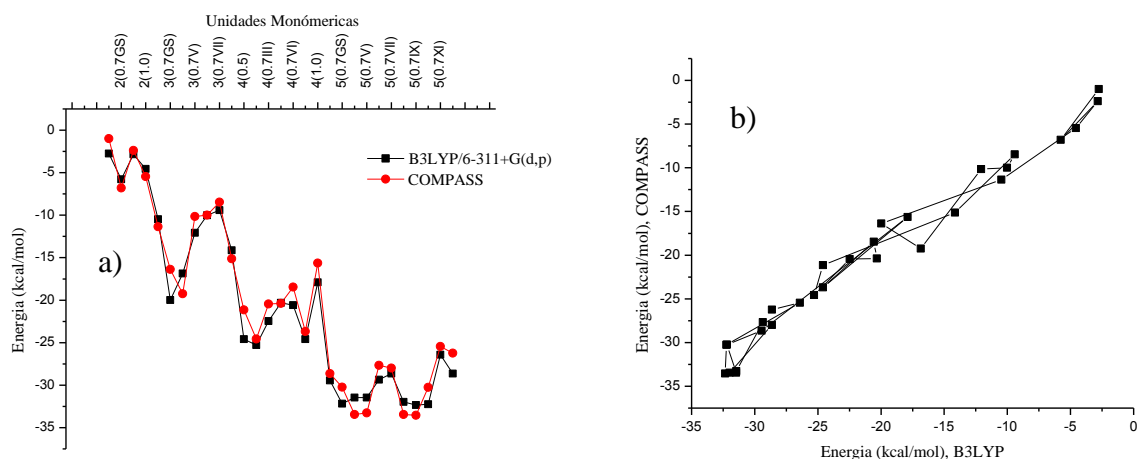 Unidades Monómericas
2(0.7GS)
2(1.0)
3(0.7GS)
3(0.7V)
3(0.7VII)
4(0.5)
4(0.7III)
4(0.7VI)
4(1.0)
5(0.7GS)
5(0.7V)
5(0.7VII)
5(0.7IX)
5(0.7XI)
0
-5
-10
-15
-20
-25
-30
-35
Energia (kcal/mol)
B3LYP/6-311+G(d,p)
COMPASS
a)
b)
Energia (kcal/mol), COMPASS
0
-5
-10
-15
-20
-25
-30
-35
-35
-30
-25
-20
-15
-10
-5
0
Energia (kcal/mol), B3LYP